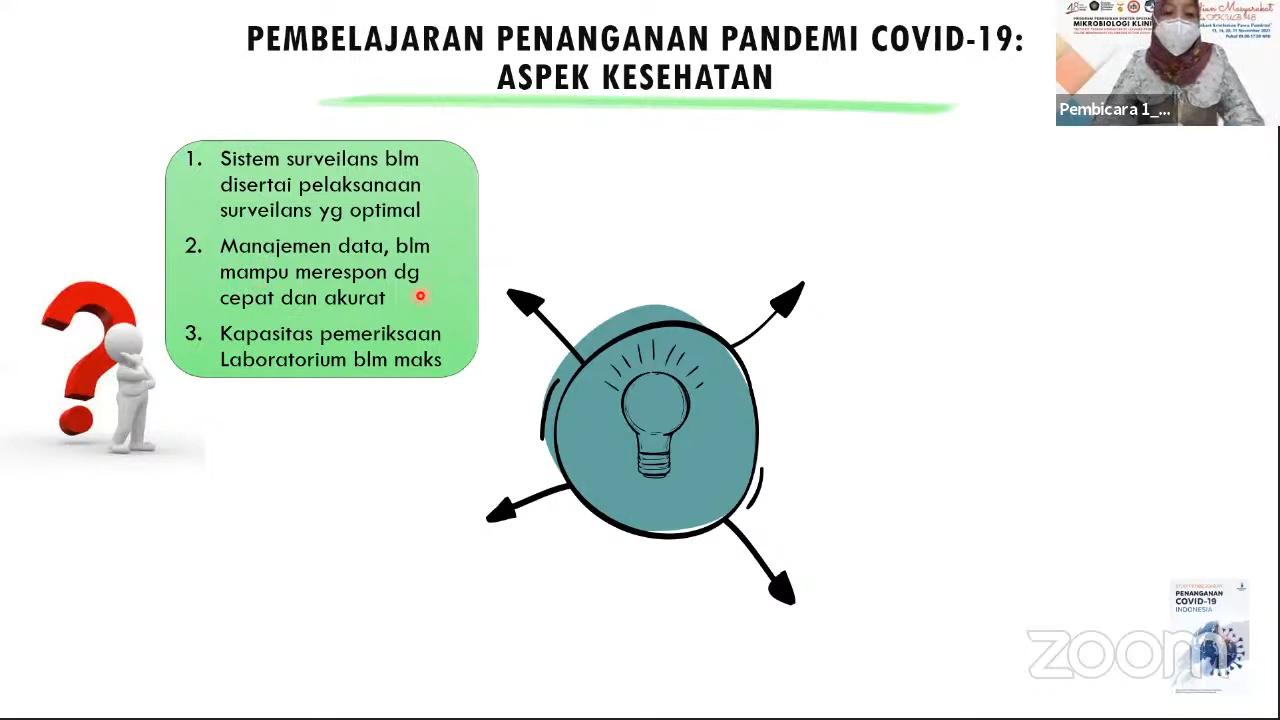 PEMBELAJARAN PENANGANAN PANDEMI COVID-19:
ASPEK KESEHATAN
1. Sistem surveilans blm
disertai pelaksanaan
surveilans yg optimal
2. Manajemen data, blm
mampu merespon dg
cepat dan akurat
3. Kapasitas pemeriksaan
Laboratorium blm maks
MIKROBIOLOGI KLINI
Pembicara 1_...
PENANGANAN
COVID-19
INDONESIA
zoom